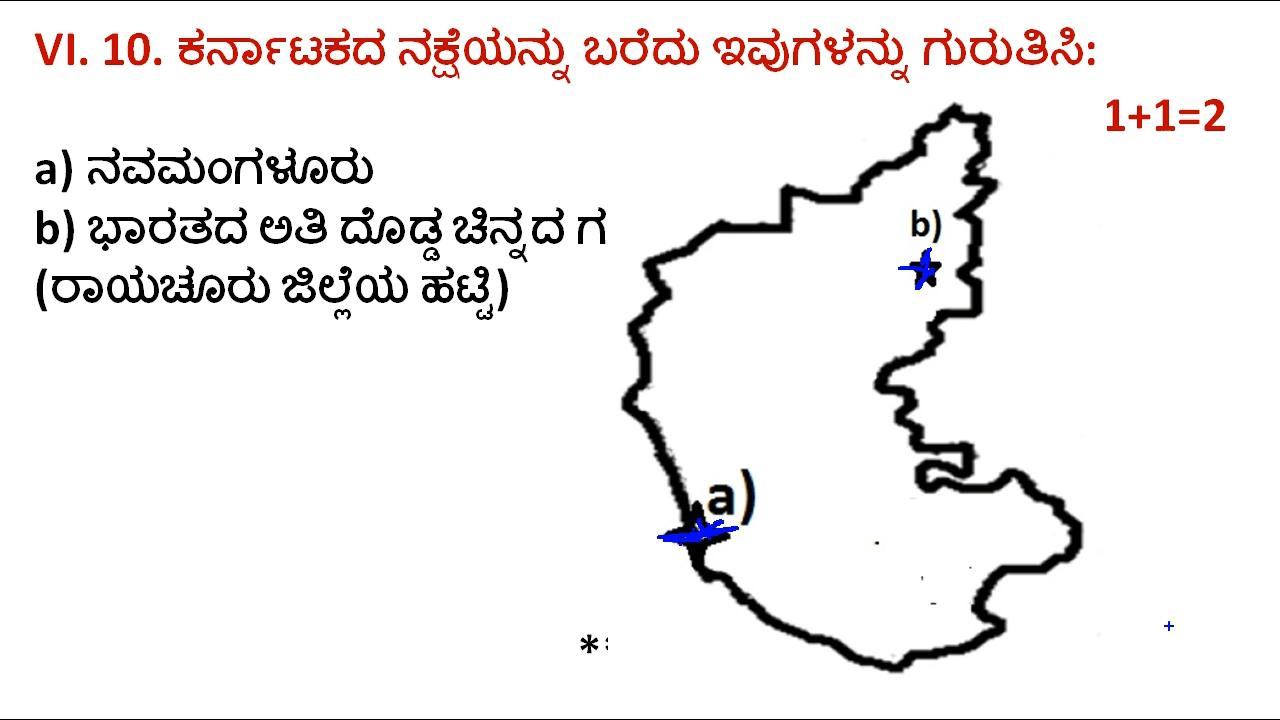 VI. 10. ಕರ್ನಾಟಕದ ನಕ್ಷೆಯನ್ನು ಬರೆದು ಇವುಗಳನ್ನು ಗುರುತಿಸಿ:
1+1=2
a) ನವಮಂಗಳೂರು
b) ಭಾರತದ ಅತಿ ದೊಡ್ಡ ಚಿನ್ನದ ಗ
(ರಾಯಚೂರು ಜಿಲ್ಲೆಯ ಹಟ್ಟಿ)
b)
a)
*